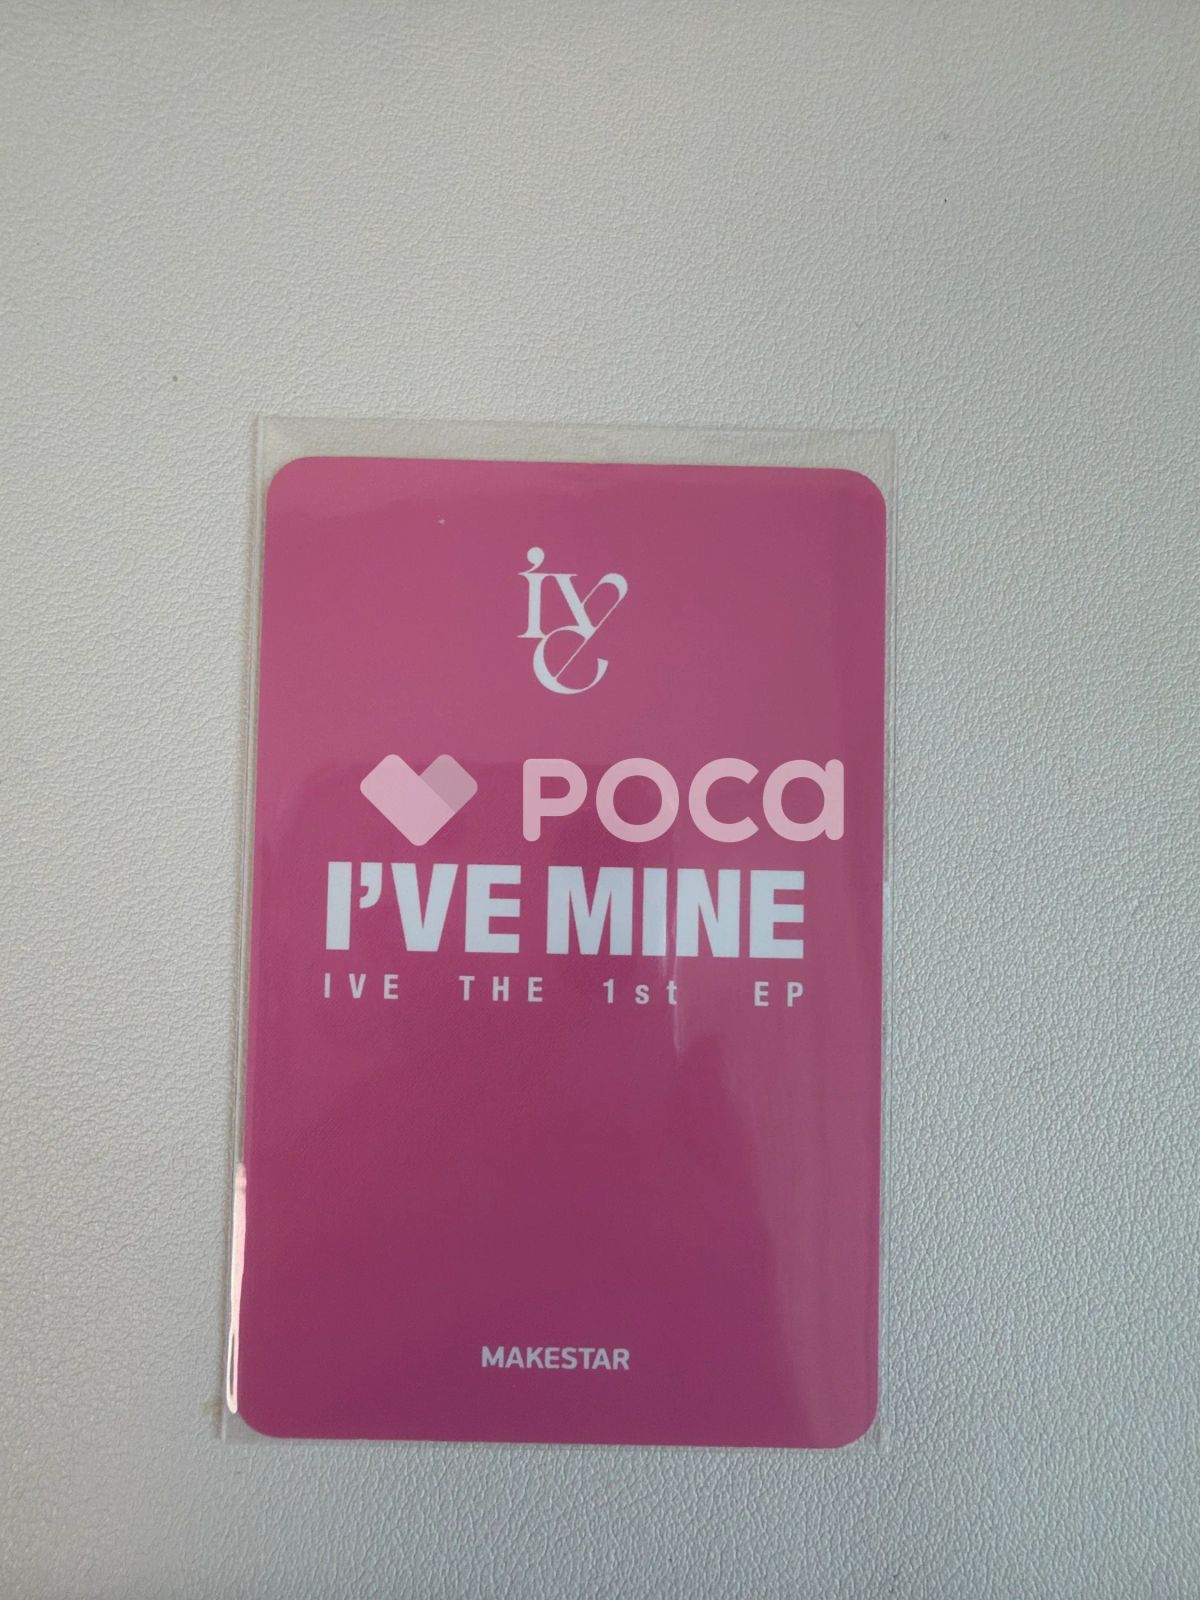 IVE
POCA
I'VE MINE
IVE THE 1st EP
MAKESTAR